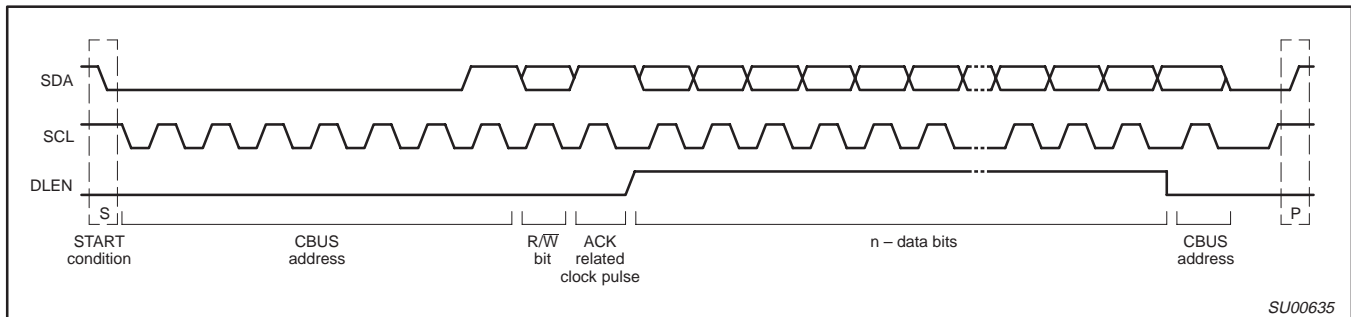 SDA
SCL
DLEN
S
P
START
condition
CBUS
address
R/W̅
bit
ACK
related
clock pulse
n – data bits
CBUS
address
SU00635